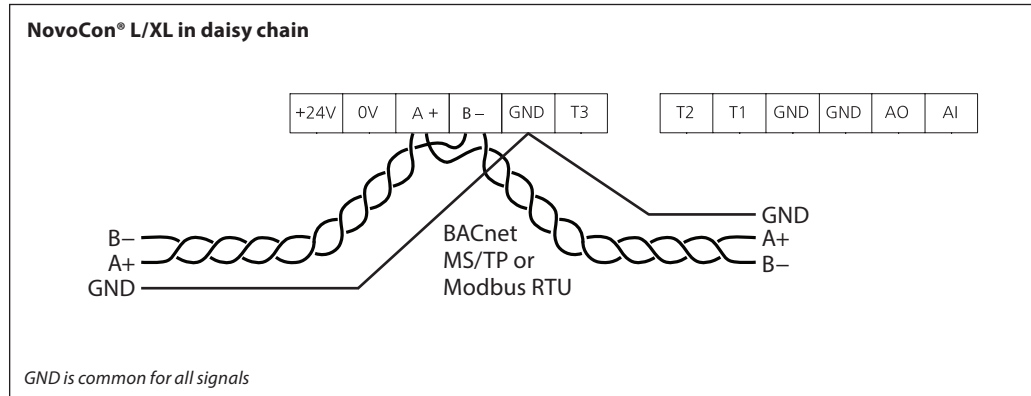 NovoCon® L/XL in daisy chain
+24V 0V A + B – GND T3 T2 T1 GND GND AO AI
B–
A+
GND
BACnet
MS/TP or
Modbus RTU
GND
A+
B–
GND is common for all signals